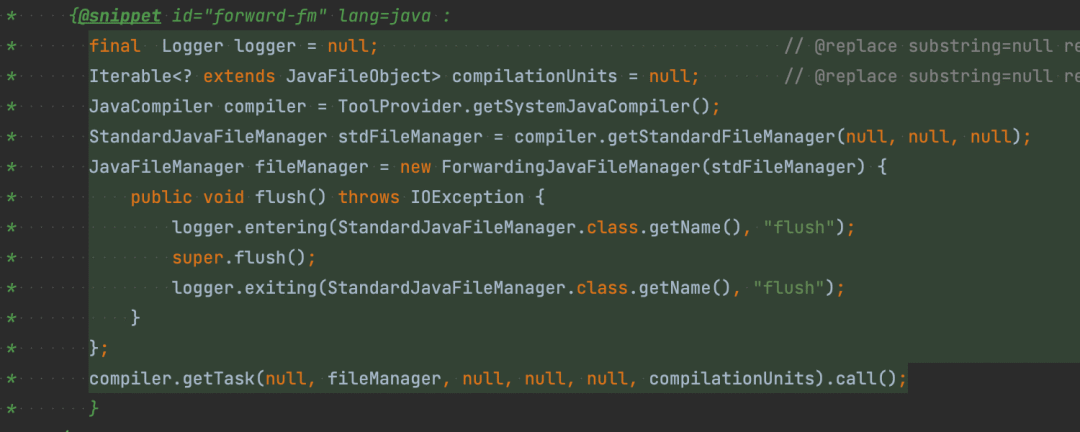 * {@snippet id="forward-fm" lang=java :
* final Logger logger = null; // @replace substring=null
* Iterable<? extends JavaFileObject> compilationUnits = null; // @replace substring=null
* JavaCompiler compiler = ToolProvider.getSystemJavaCompiler();
* StandardJavaFileManager stdFileManager = compiler.getStandardFileManager(null, null, null);
* JavaFileManager fileManager = new ForwardingJavaFileManager(stdFileManager) {
* public void flush() throws IOException {
* logger.entering(StandardJavaFileManager.class.getName(), "flush");
* super.flush();
* logger.exiting(StandardJavaFileManager.class.getName(), "flush");
* }
* };
* compiler.getTask(null, fileManager, null, null, null, compilationUnits).call();
* }